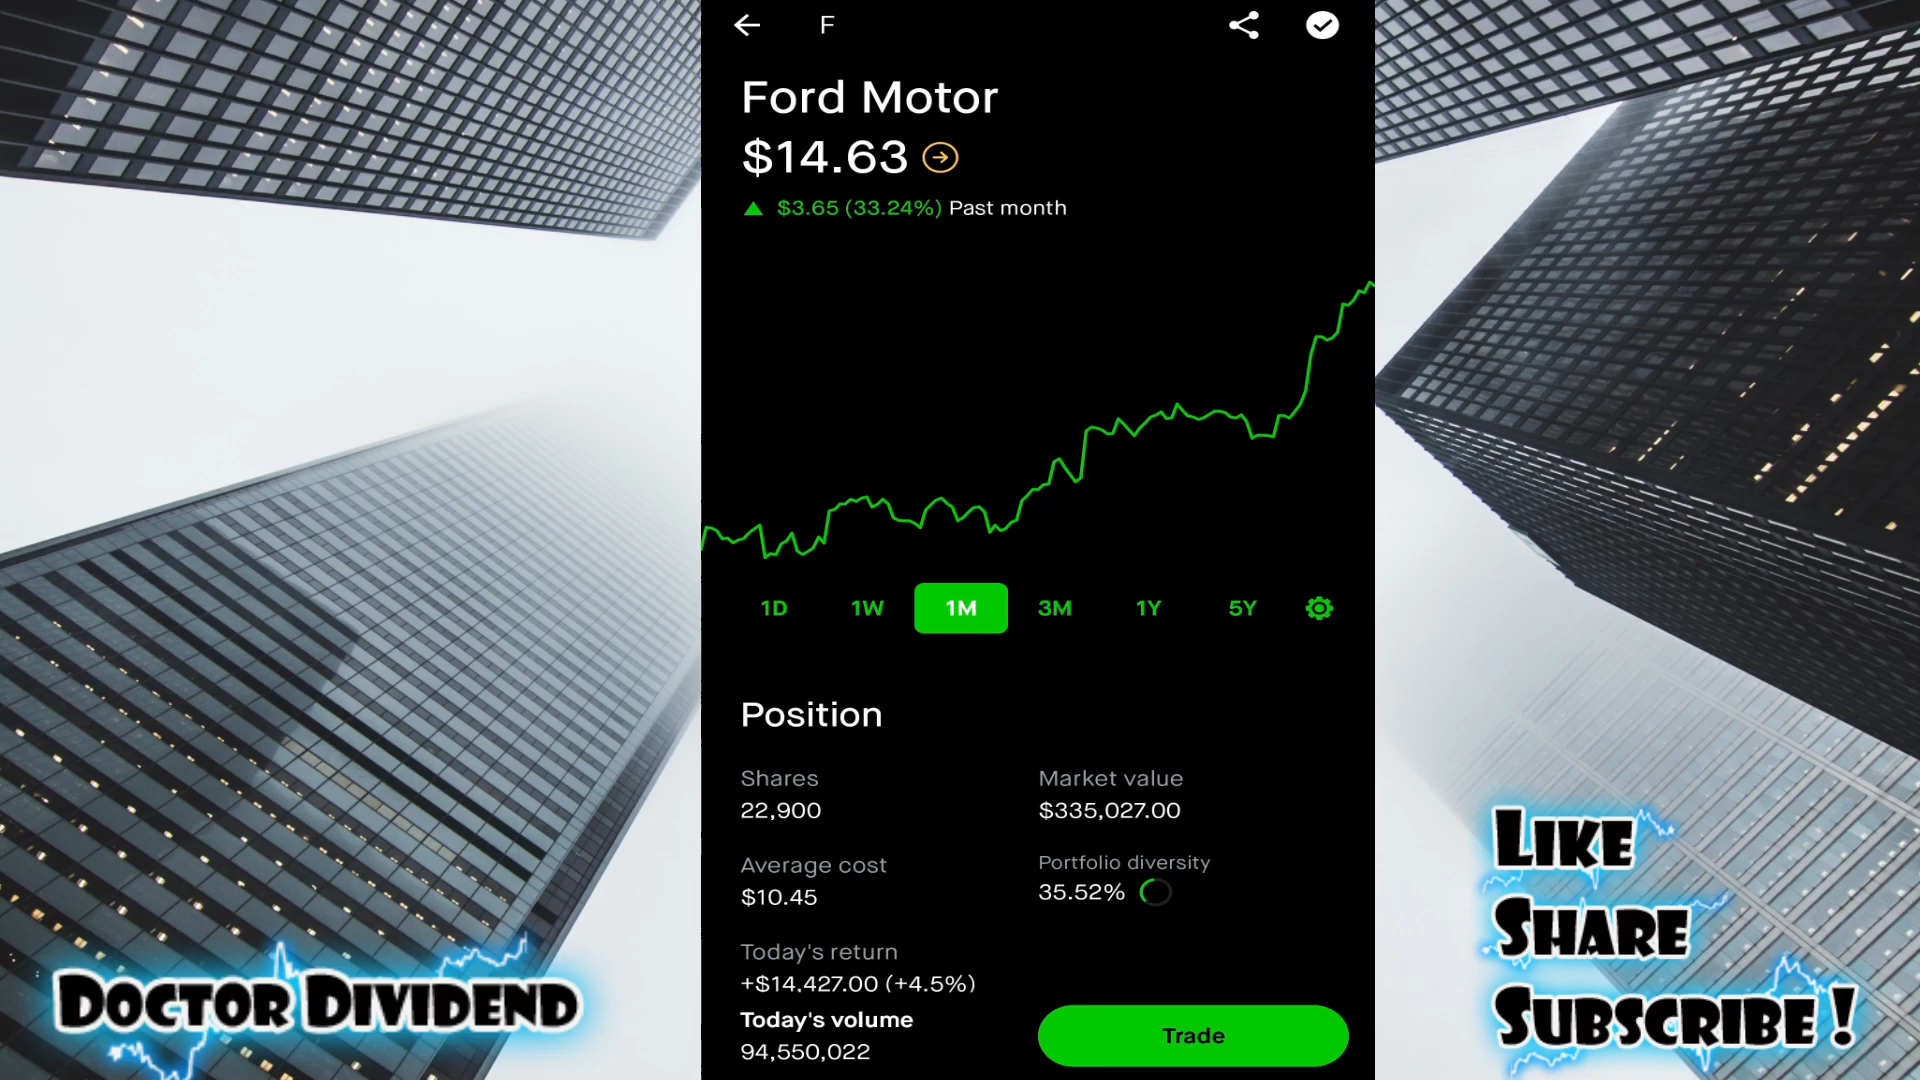 F
Ford Motor
$14.63
$3.65 (33.24%) Past month
1D 1W 1M 3M 1Y 5Y
Position
Shares
22,900
Market value
$335,027.00
Average cost
$10.45
Portfolio diversity
35.52%
Today's return
+$14,427.00 (+4.5%)
Today's volume
94,550,022
Trade
Doctor Dividend
Like
Share
Subscribe !